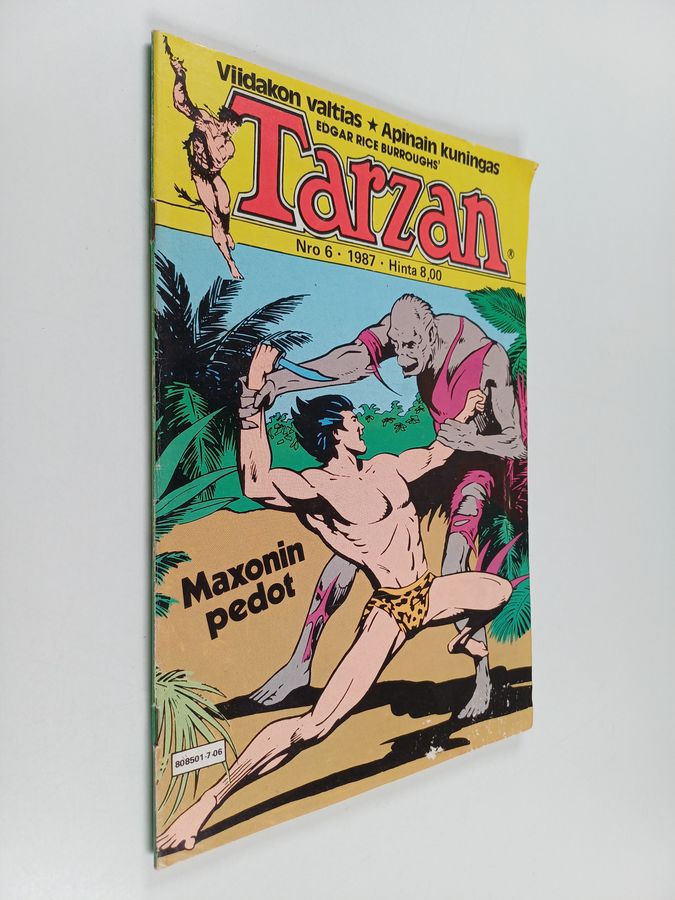 Viidakon valtias ★ Apinain kuningas
EDGAR RICE BURROUGHS'
Tarzan®
Nro 6 · 1987 · Hinta 8,00
Maxonin
pedot
808501-7-06